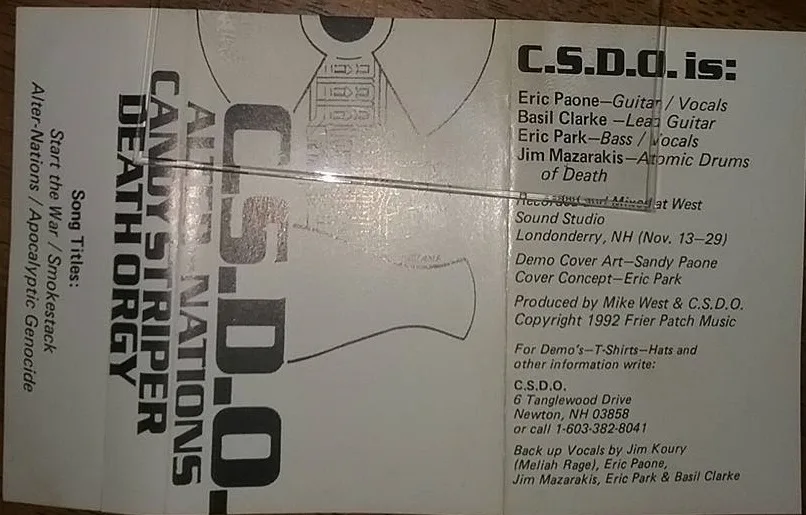 C.S.D.O. is:
Eric Paone—Guitar / Vocals
Basil Clarke —Lead Guitar
Eric Park—Bass / Vocals
Jim Mazarakis—Atomic Drums
of Death
Recorded and Mixed at West
Sound Studio
Londonderry, NH (Nov. 13—29)
Demo Cover Art—Sandy Paone
Cover Concept—Eric Park
Produced by Mike West & C.S.D.O.
Copyright 1992 Frier Patch Music
For Demo's—T-Shirts—Hats and
other information write:
C.S.D.O.
6 Tanglewood Drive
Newton, NH 03858
or call 1-603-382-8041
Back up Vocals by Jim Koury
(Meliah Rage), Eric Paone,
Jim Mazarakis, Eric Park & Basil Clarke
C.S.D.O.
ALTER-NATIONS
CANDY STRIPER
DEATH ORGY
Song Titles:
Start the War / Smokestack
Alter-Nations / Apocalyptic Genocide